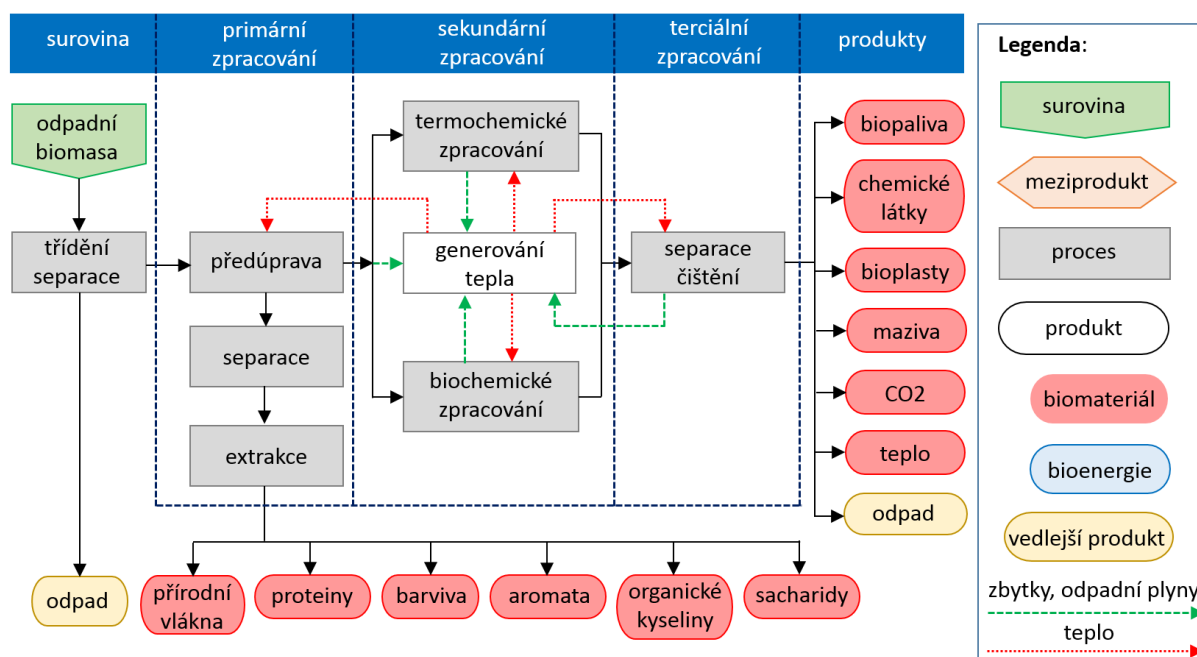 surovina
primární
zpracování
sekundární
zpracování
terciální
zpracování
produkty
odpadní
biomasa
třídění
separace
předúprava
separace
extrakce
termochemické
zpracování
generování
tepla
biochemické
zpracování
separace
čištění
biopaliva
chemické
látky
bioplasty
maziva
CO2
teplo
odpad
odpad
přírodní
vlákna
proteiny
barviva
aromata
organické
kyseliny
sacharidy
Legenda:
surovina
meziprodukt
proces
produkt
biomateriál
bioenergie
vedlejší produkt
zbytky, odpadní plyny
teplo